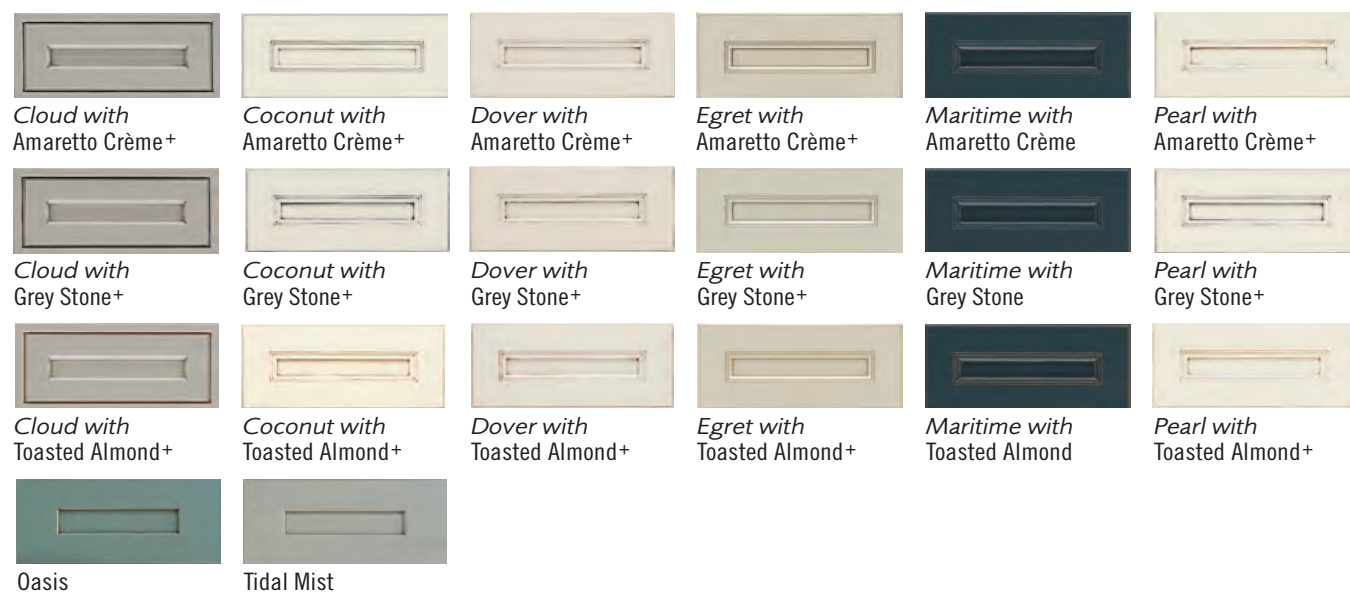 Cloud with
Amaretto Crème+
Coconut with
Amaretto Crème+
Dover with
Amaretto Crème+
Egret with
Amaretto Crème+
Maritime with
Amaretto Crème
Pearl with
Amaretto Crème+
Cloud with
Grey Stone+
Coconut with
Grey Stone+
Dover with
Grey Stone+
Egret with
Grey Stone+
Maritime with
Grey Stone
Pearl with
Grey Stone+
Cloud with
Toasted Almond+
Coconut with
Toasted Almond+
Dover with
Toasted Almond+
Egret with
Toasted Almond+
Maritime with
Toasted Almond
Pearl with
Toasted Almond+
Oasis
Tidal Mist